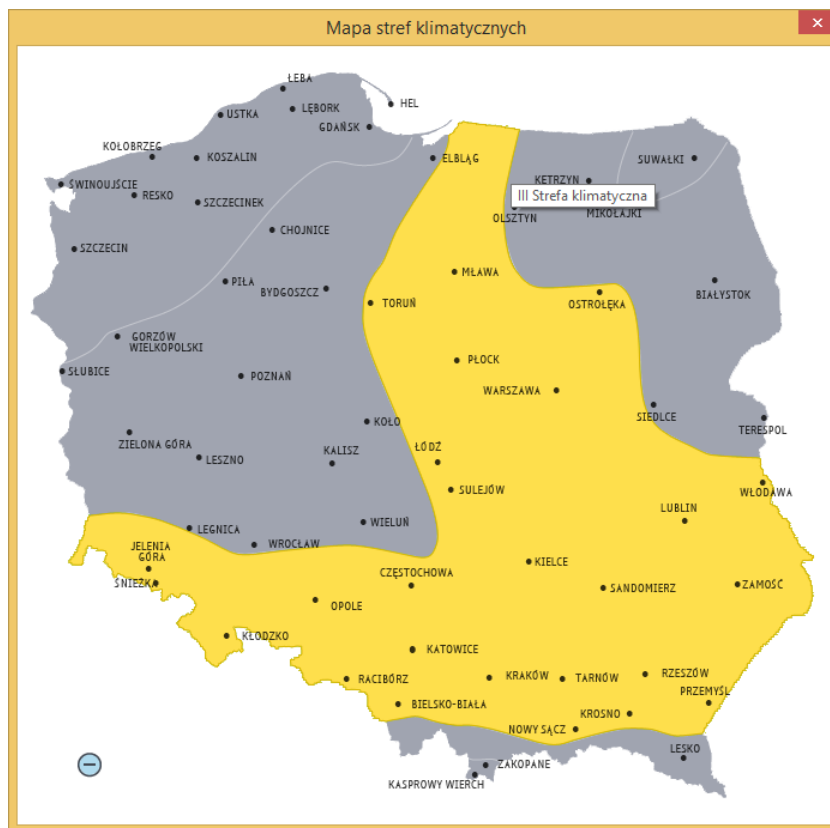 Mapa stref klimatycznych
ŁEBA
HEL
LĘBORK
USTKA
GDAŃSK
KOŁOBRZEG
KOSZALIN
ELBLĄG
SUWAŁKI
KĘTRZYN
ŚWINOUJŚCIE
RESKO
III Strefa klimatyczna
SZCZECINEK
MIKOŁAJKI
OLSZTYN
CHOJNICE
SZCZECIN
MŁAWA
PIŁA
BYDGOSZCZ
BIAŁYSTOK
TORUŃ
OSTROŁĘKA
GORZÓW
WIELKOPOLSKI
PŁOCK
SŁUBICE
POZNAŃ
WARSZAWA
SIEDLCE
KOŁO
TERESPOL
ZIELONA GÓRA
ŁÓDŹ
KALISZ
LESZNO
SULEJÓW
WŁODAWA
LUBLIN
WIELUŃ
LEGNICA
WROCŁAW
JELENIA
GÓRA
KIELCE
CZĘSTOCHOWA
ŚNIEŻKA
SANDOMIERZ
ZAMOŚĆ
OPOLE
KŁODZKO
KATOWICE
RZESZÓW
RACIBÓRZ
KRAKÓW
TARNÓW
PRZEMYŚL
BIELSKO-BIAŁA
KROSNO
NOWY SĄCZ
LESKO
ZAKOPANE
KASPROWY WIERCH